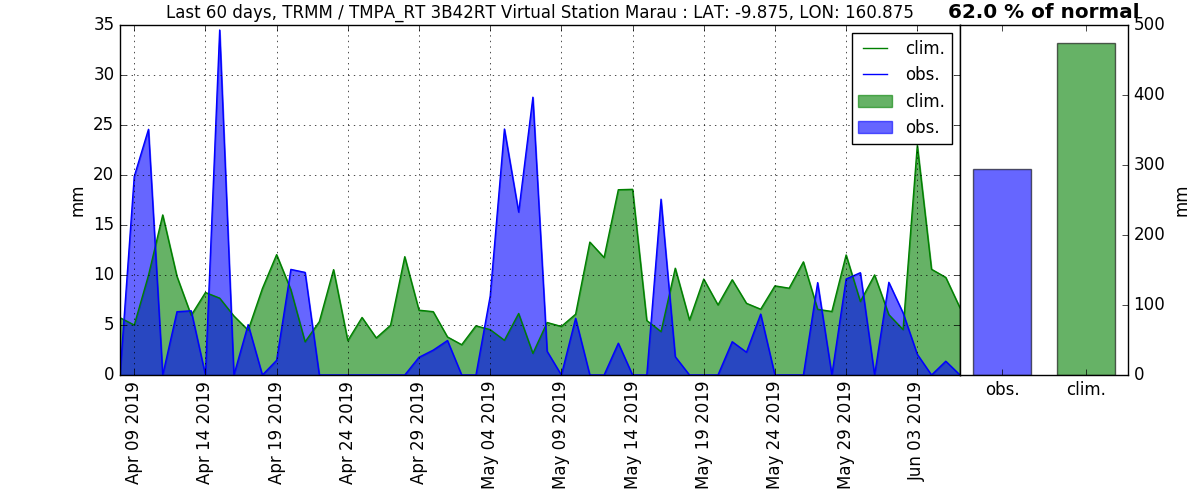 Last 60 days, TRMM / TMPA_RT 3B42RT Virtual Station Marau : LAT: -9.875, LON: 160.875
62.0 % of normal
35
30
25
20
15
10
5
0
mm
clim.
obs.
clim.
obs.
500
400
300
200
100
0
mm
obs.
clim.
Apr 09 2019
Apr 14 2019
Apr 19 2019
Apr 24 2019
Apr 29 2019
May 04 2019
May 09 2019
May 14 2019
May 19 2019
May 24 2019
May 29 2019
Jun 03 2019